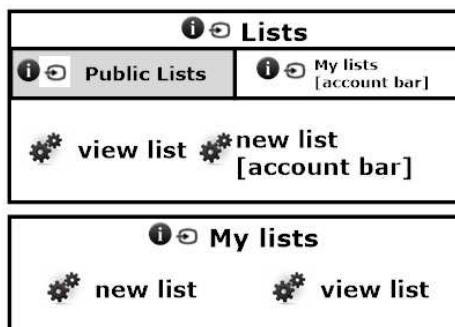 Lists
Public Lists
My lists
[account bar]
view list
new list
[account bar]
My lists
new list
view list